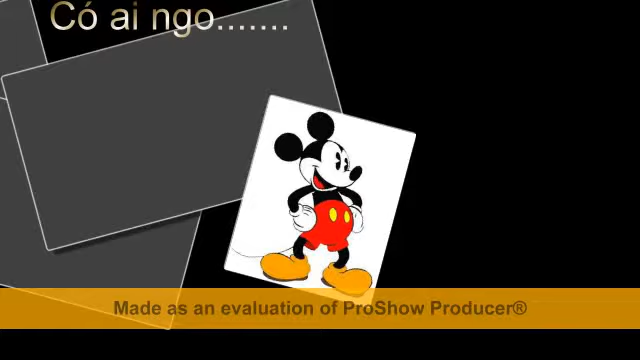 Có ai ngo.......
Made as an evaluation of ProShow Producer®